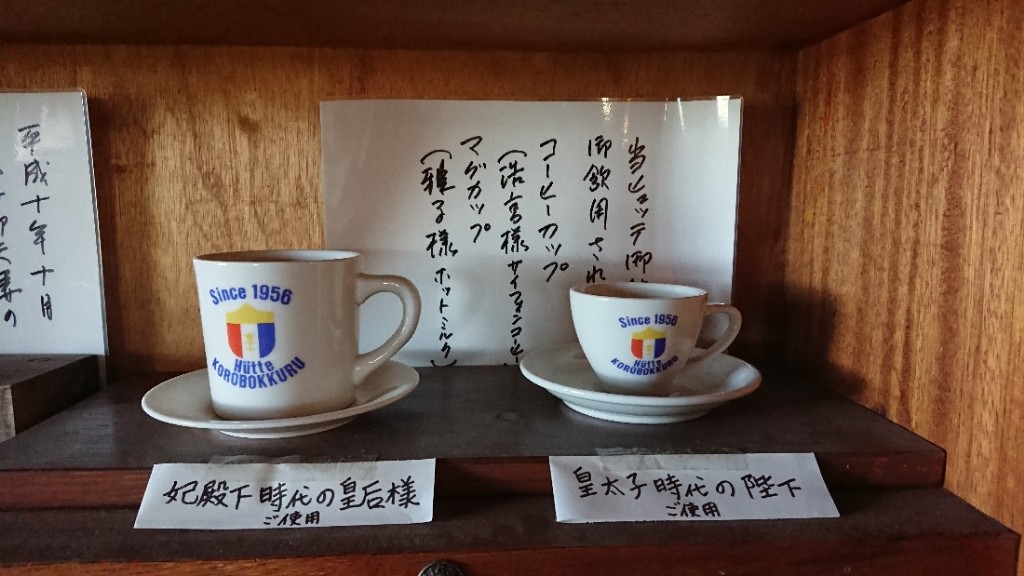 平成十年十月
当ヒュッテ御
御飲用され
コーヒーカップ
(浩宮様サイフォンコーヒー)
マグカップ
(雅子様ホットミルク)
Since 1956
Hütte
KOROBOKKURU
Since 1956
Hütte
KOROBOKKURU
妃殿下時代の皇后様
ご使用
皇太子時代の陛下
ご使用